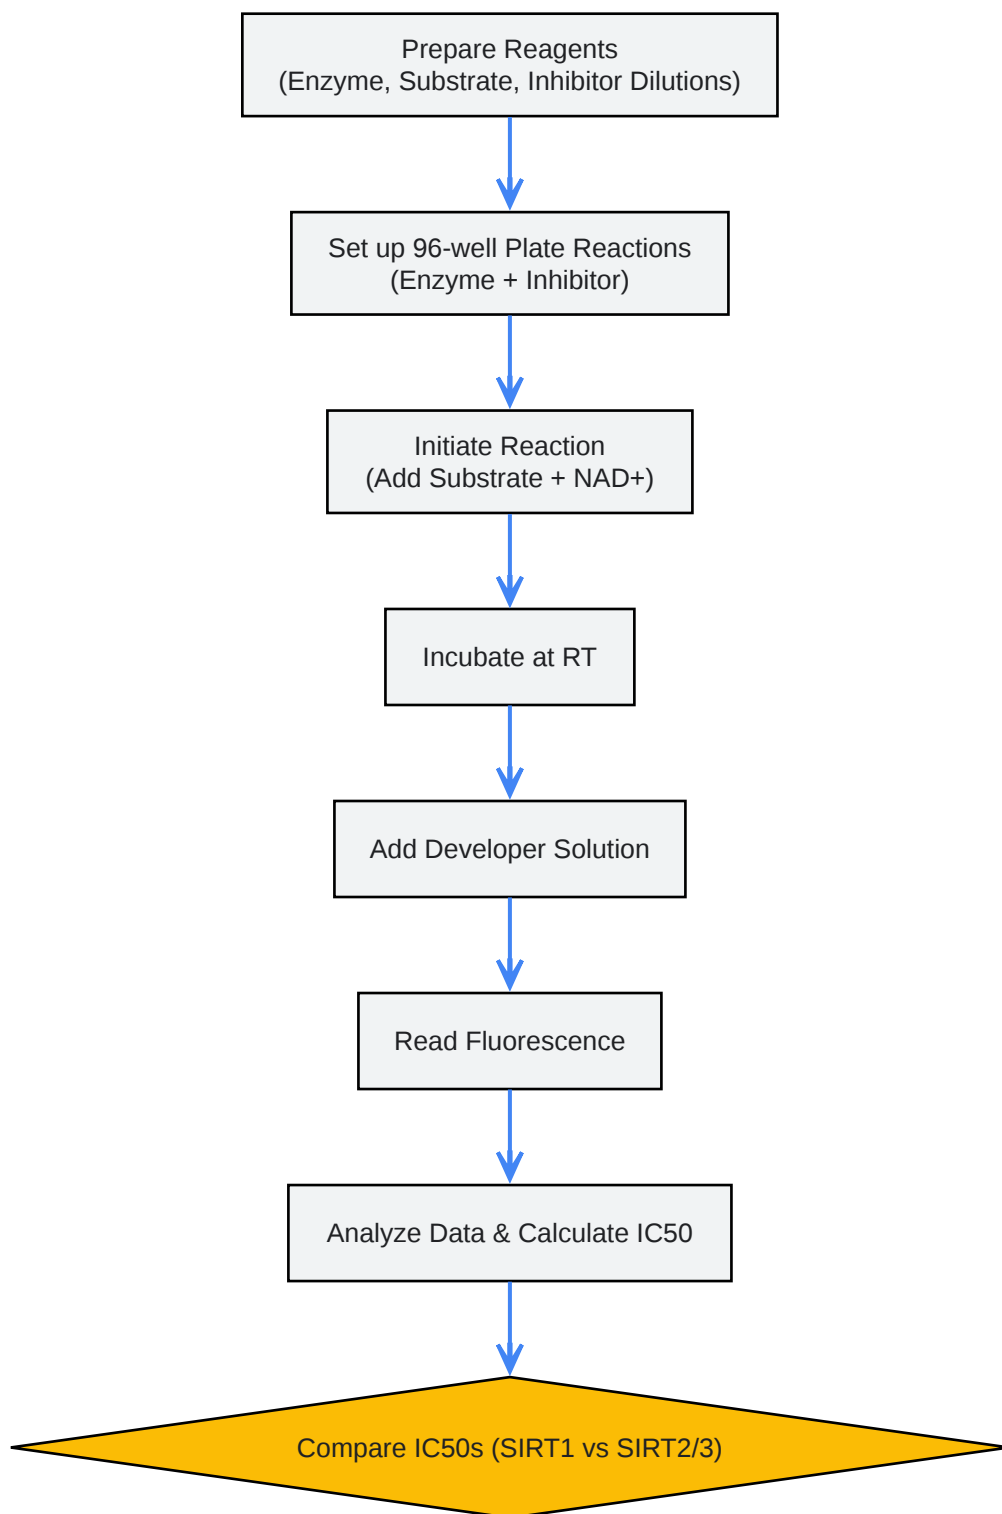 Prepare Reagents
(Enzyme, Substrate, Inhibitor Dilutions)
Set up 96-well Plate Reactions
(Enzyme + Inhibitor)
Initiate Reaction
(Add Substrate + NAD+)
Incubate at RT
Add Developer Solution
Read Fluorescence
Analyze Data & Calculate IC50
Compare IC50s (SIRT1 vs SIRT2/3)